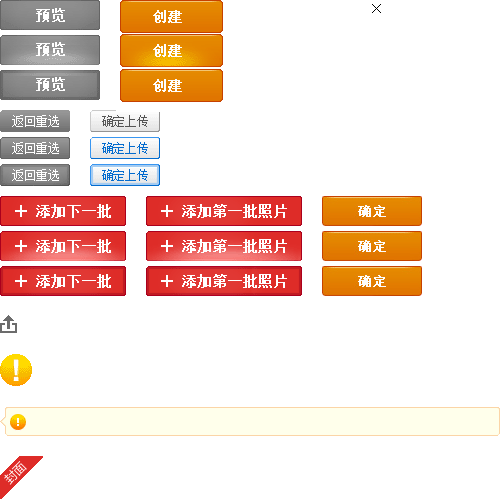 预览 创建
预览 创建
预览 创建
返回重选 确定上传
返回重选 确定上传
返回重选 确定上传
+ 添加下一批 + 添加第一批照片 确定
+ 添加下一批 + 添加第一批照片 确定
+ 添加下一批 + 添加第一批照片 确定
!
!
封面